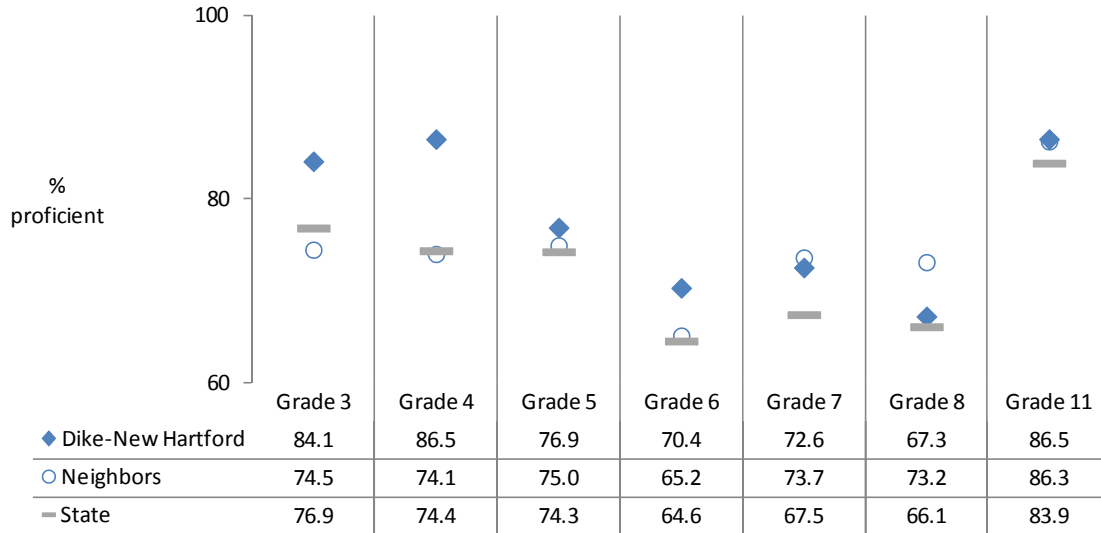 100
80
60
%
proficient
Grade 3 Grade 4 Grade 5 Grade 6 Grade 7 Grade 8 Grade 11
Dike-New Hartford 84.1 86.5 76.9 70.4 72.6 67.3 86.5
Neighbors 74.5 74.1 75.0 65.2 73.7 73.2 86.3
State 76.9 74.4 74.3 64.6 67.5 66.1 83.9